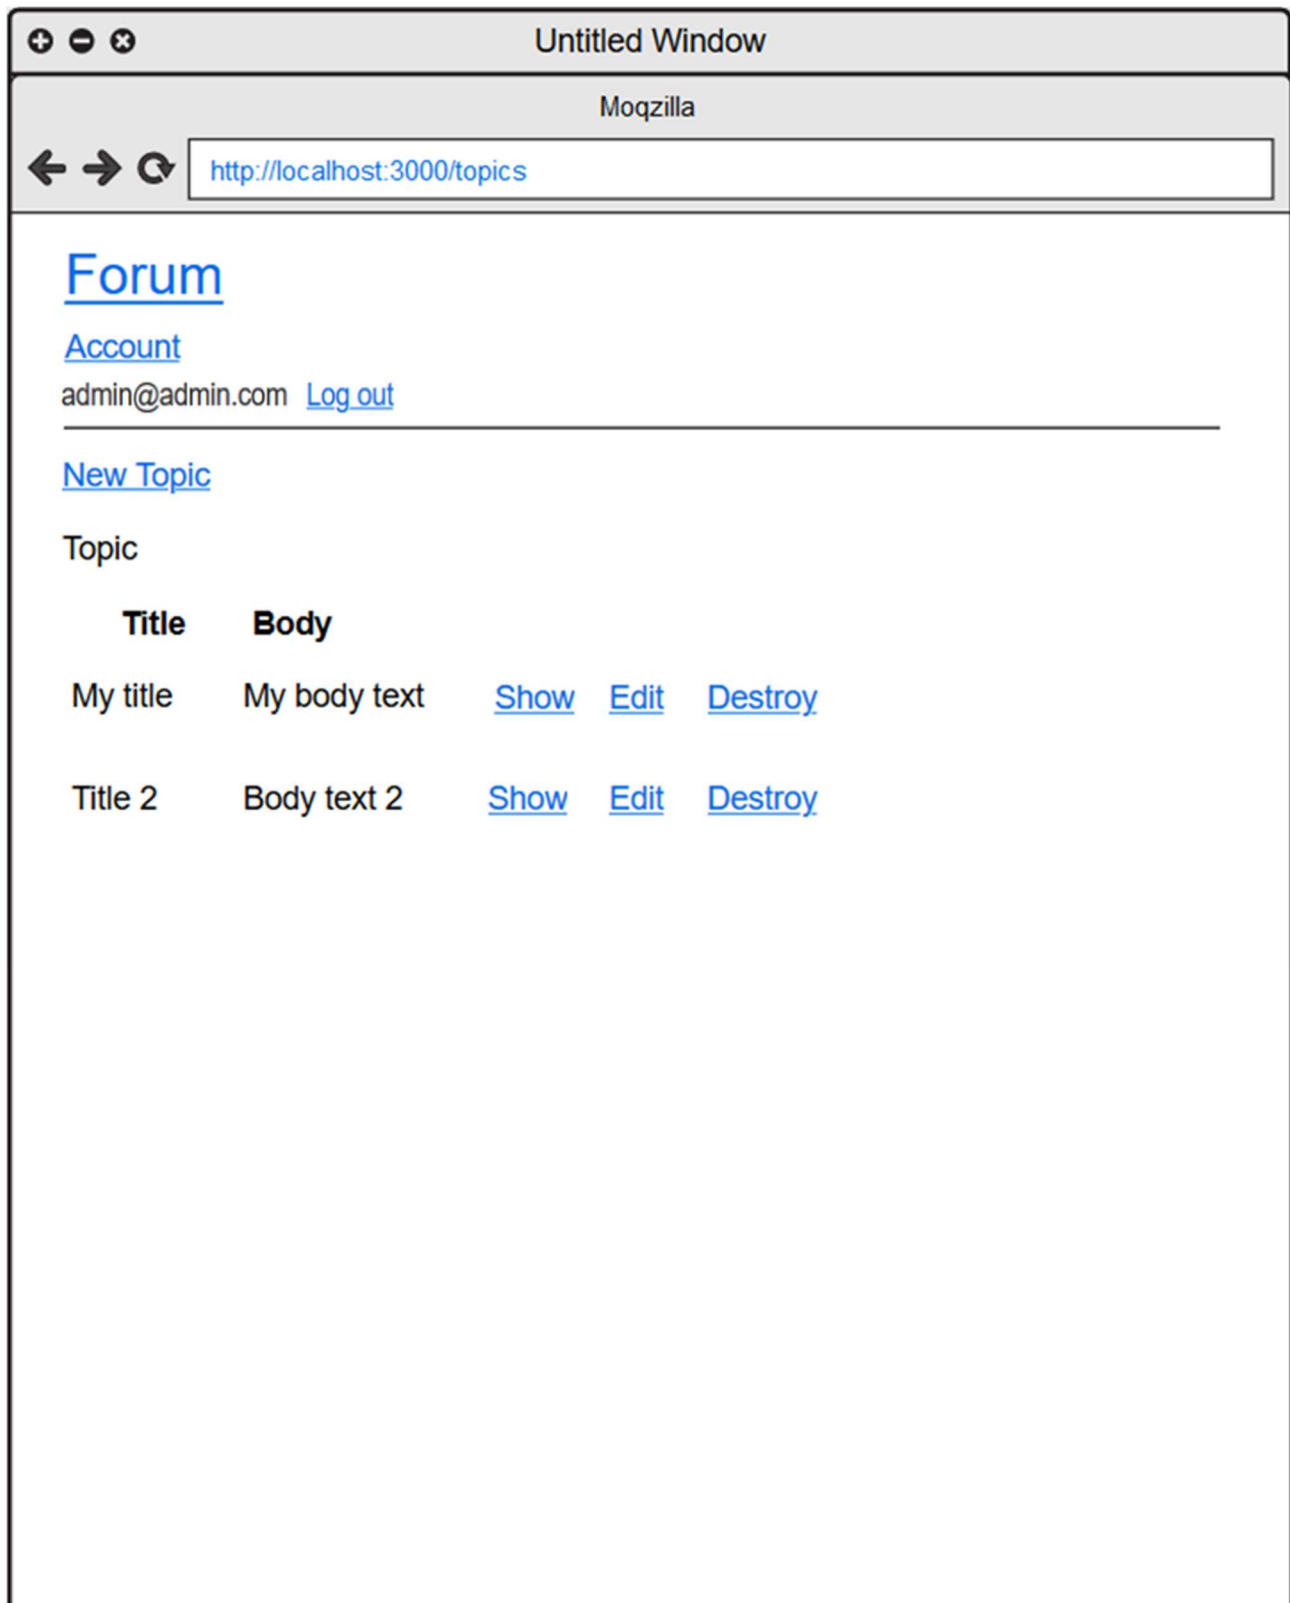 Untitled Window
Moqzilla
http://localhost:3000/topics
Forum
Account
admin@admin.com Log out
New Topic
Topic
Title Body
My title My body text Show Edit Destroy
Title 2 Body text 2 Show Edit Destroy